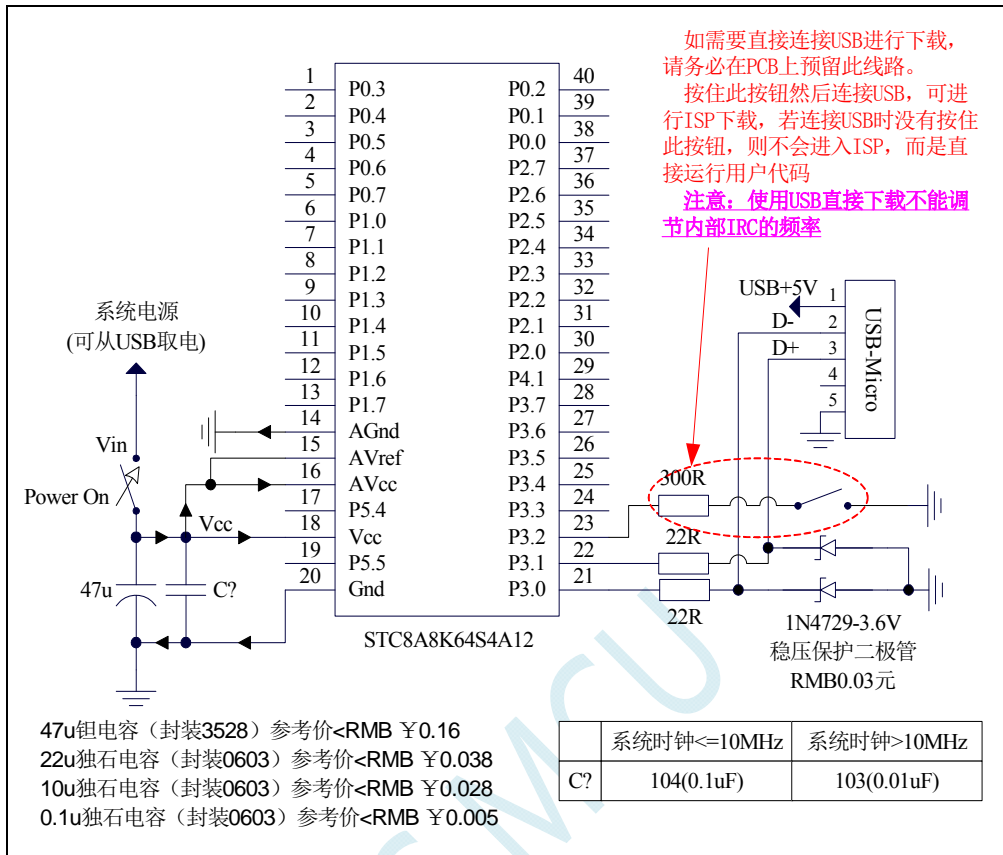 如需要直接连接USB进行下载，
请务必在PCB上预留此线路。
按住此按钮然后连接USB，可进
行ISP下载，若连接USB时没有按住
此按钮，则不会进入ISP，而是直
接运行用户代码
注意：使用USB直接下载不能调
节内部IRC的频率
1 P0.3 P0.2 40
2 P0.4 P0.1 39
3 P0.5 P0.0 38
4 P0.6 P2.7 37
5 P0.7 P2.6 36
6 P1.0 P2.5 35
7 P1.1 P2.4 34
8 P1.2 P2.3 33
9 P1.3 P2.2 32
10 P1.4 P2.1 31
11 P1.5 P2.0 30
12 P1.6 P4.1 29
13 P1.7 P3.7 28
14 AGnd P3.6 27
15 AVref P3.5 26
16 AVcc P3.4 25
17 P5.4 P3.3 24
18 Vcc P3.2 23
19 P5.5 P3.1 22
20 Gnd P3.0 21
STC8A8K64S4A12
系统电源
(可从USB取电)
Vin
Power On
Vcc
47u
C?
USB+5V
D-
D+
1
2
3
4
5
USB-Micro
300R
22R
22R
1N4729-3.6V
稳压保护二极管
RMB0.03元
47u钽电容（封装3528）参考价<RMB ￥0.16
22u独石电容（封装0603）参考价<RMB ￥0.038
10u独石电容（封装0603）参考价<RMB ￥0.028
0.1u独石电容（封装0603）参考价<RMB ￥0.005
系统时钟<=10MHz 系统时钟>10MHz
C? 104(0.1uF) 103(0.01uF)
MCU